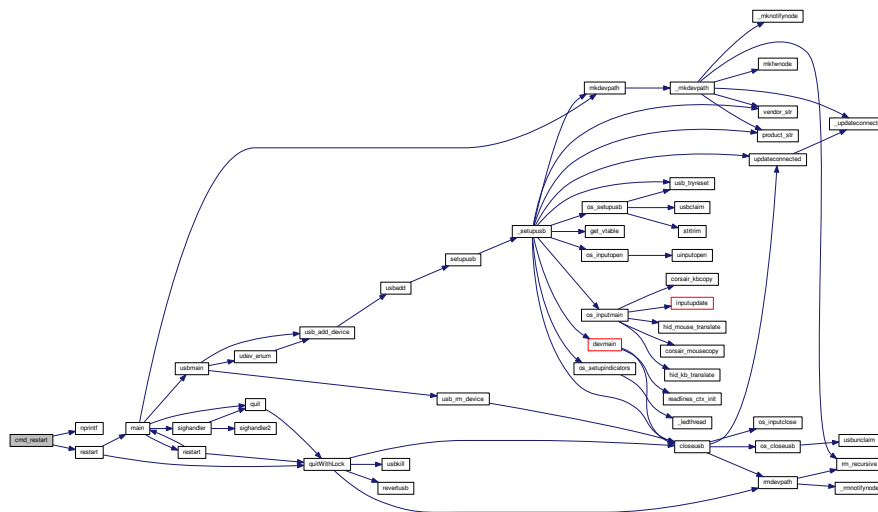 _mknotifynode
mkfwnode
mkdevpath
_mkdevpath
vendor_str
_updateconnected
product_str
updateconnected
usb_tryreset
os_setupusb
usbclaim
_setupusb
get_vtable
strtrim
setupusb
os_inputopen
uinputopen
corsair_kbcopy
usbadd
inputupdate
os_inputmain
hid_mouse_translate
usb_add_device
devmain
corsair_mousecopy
udev_enum
usbmain
os_setupindicators
hid_kb_translate
usb_rm_device
readlines_ctx_init
quit
_ledthread
os_inputclose
nprintf
main
sighandler
sighandler2
cmd_restart
closeusb
os_closeusb
usbunclaim
restart
restart
quitWithLock
usbkill
rm_recursive
revertusb
rmdevpath
_rmnotifynode